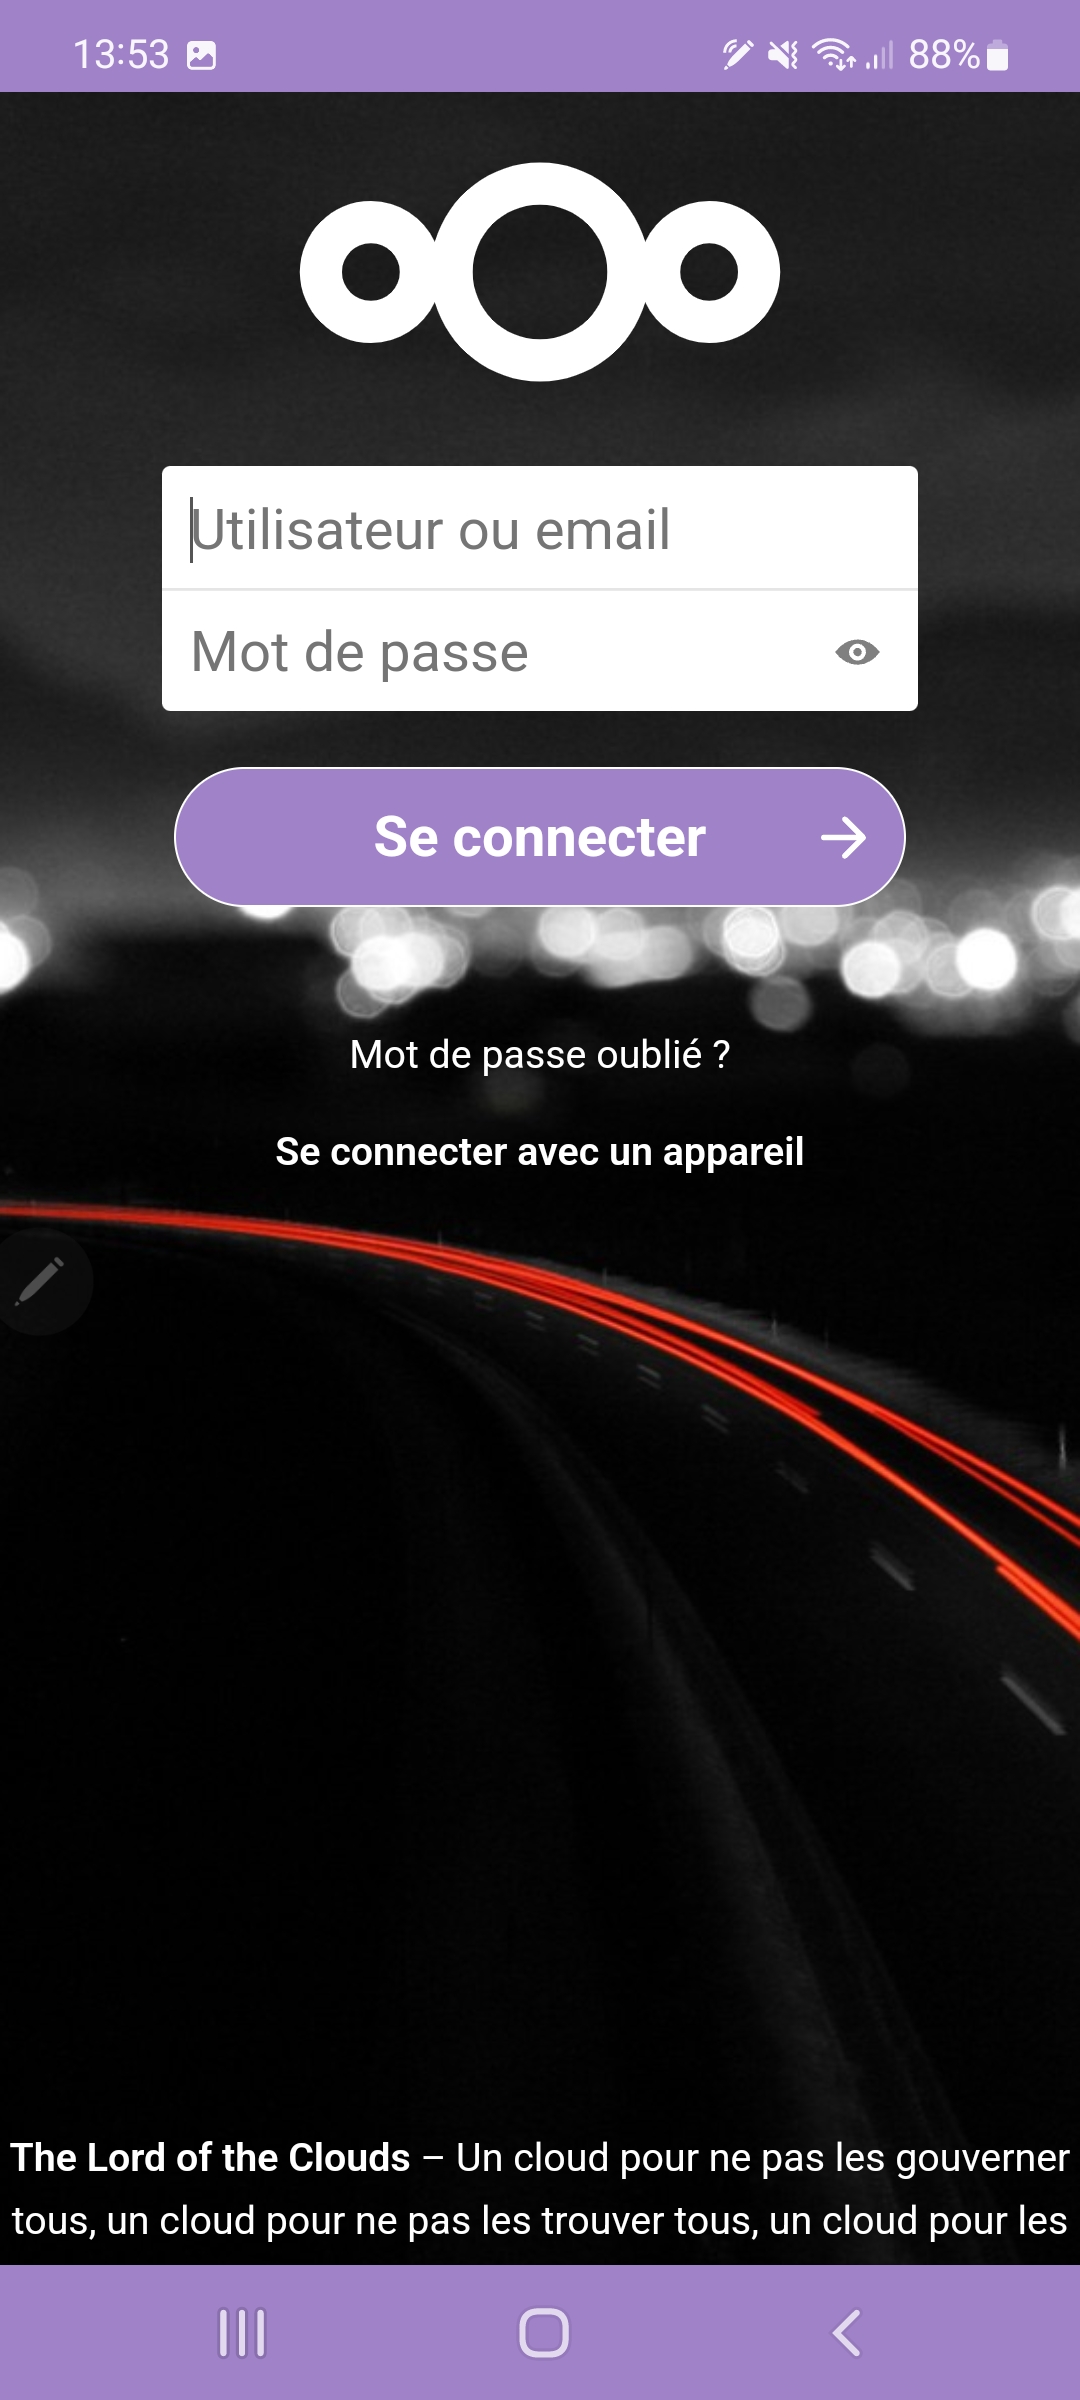 13:53
88%
Utilisateur ou email
Mot de passe
Se connecter
Mot de passe oublié ?
Se connecter avec un appareil
The Lord of the Clouds – Un cloud pour ne pas les gouverner
tous, un cloud pour ne pas les trouver tous, un cloud pour les